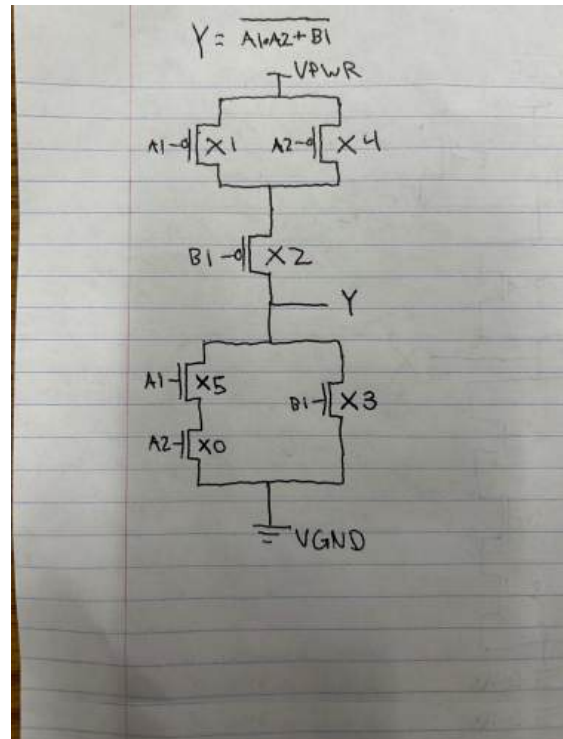 Y = A1•A2+B1
VPWR
A1 X1 A2 X4
B1 X2
Y
A1 X5
B1 X3
A2 X0
VGND